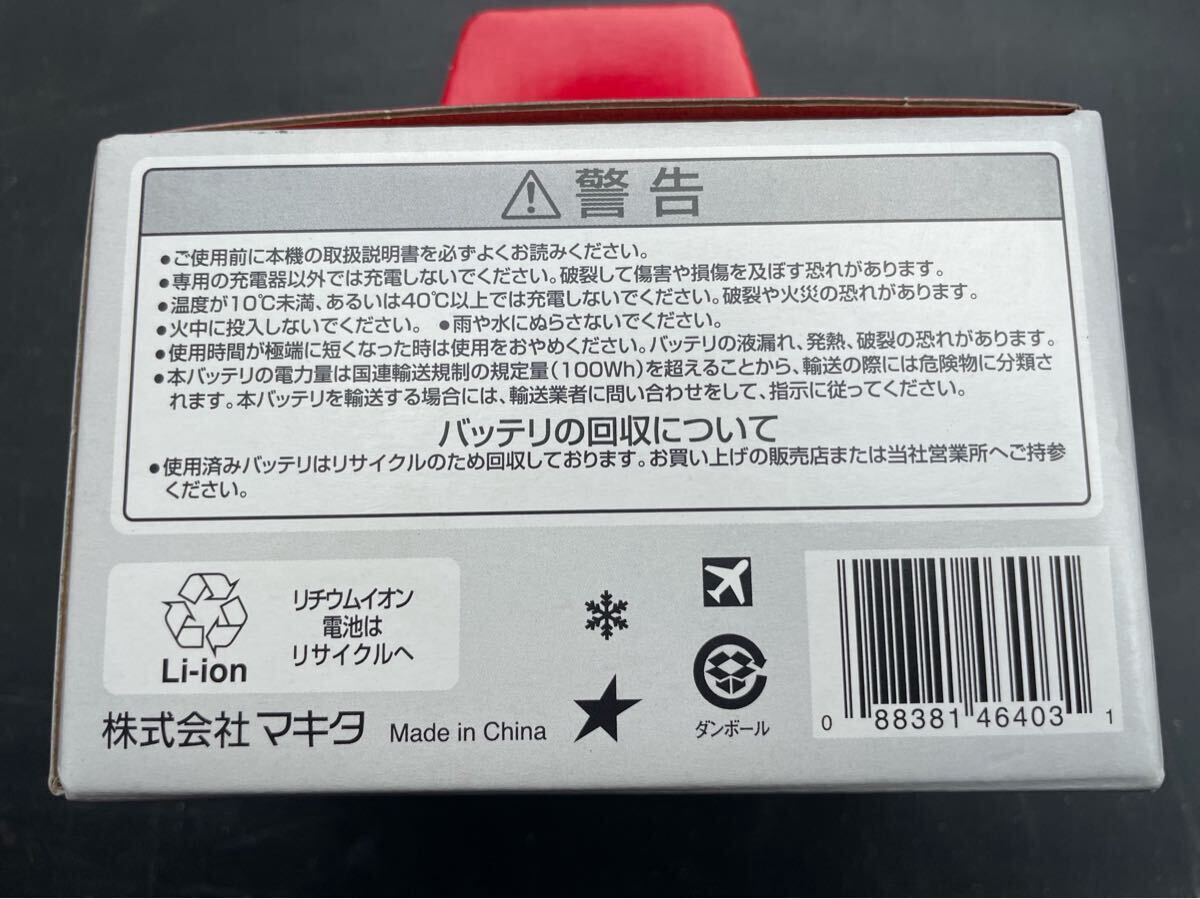 警告
●ご使用前に本機の取扱説明書を必ずよくお読みください。
●専用の充電器以外では充電しないでください。破裂して傷害や損傷を及ぼす恐れがあります。
●温度が10℃未満、あるいは40℃以上では充電しないでください。破裂や火災の恐れがあります。
●火中に投入しないでください。 ●雨や水にぬらさないでください。
●使用時間が極端に短くなった時は使用をおやめください。バッテリの液漏れ、発熱、破裂の恐れがあります。
●本バッテリの電力量は国連輸送規制の規定量(100Wh)を超えることから、輸送の際には危険物に分類さ
れます。本バッテリを輸送する場合には、輸送業者に問い合わせをして、指示に従ってください。
バッテリの回収について
●使用済みバッテリはリサイクルのため回収しております。お買い上げの販売店または当社営業所へご持参
ください。
リチウムイオン
電池は
リサイクルへ
Li-ion
株式会社 マキタ Made in China
ダンボール
0 88381 46403 1